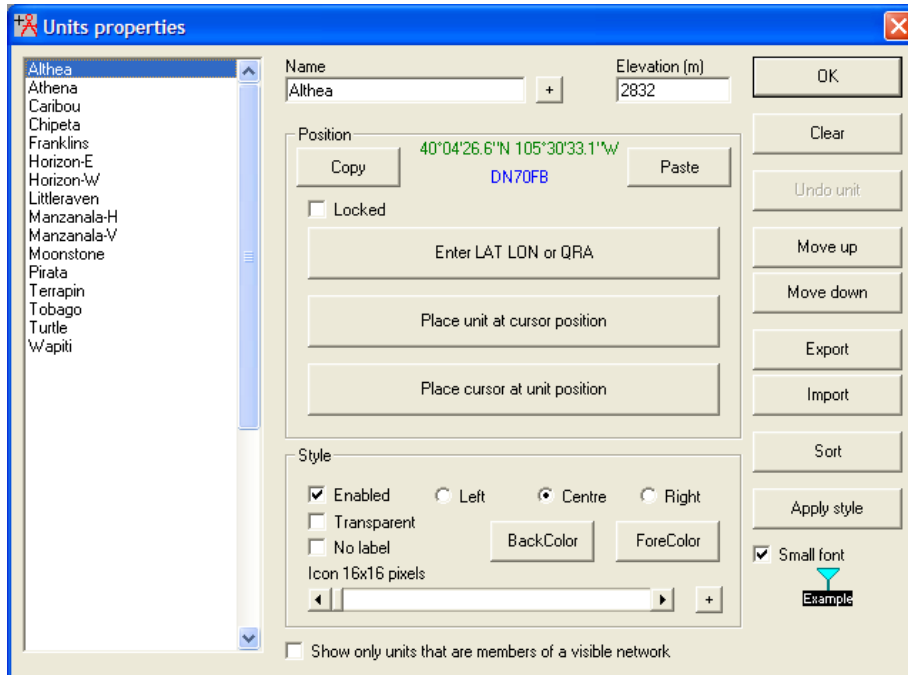 Units properties
Althea
Athena
Caribou
Chipeta
Franklins
Horizon-E
Horizon-W
Littleraven
Manzanala-H
Manzanala-V
Moonstone
Pirata
Terrapin
Tobago
Turtle
Wapiti
Name
Althea
+
Elevation (m)
2832
Position
Copy
40°04'26.6''N 105°30'33.1''W
DN70FB
Paste
Locked
Enter LAT LON or QRA
Place unit at cursor position
Place cursor at unit position
Style
Enabled
Left
Centre
Right
Transparent
No label
BackColor
ForeColor
Icon 16x16 pixels
+
Show only units that are members of a visible network
OK
Clear
Undo unit
Move up
Move down
Export
Import
Sort
Apply style
Small font
Example